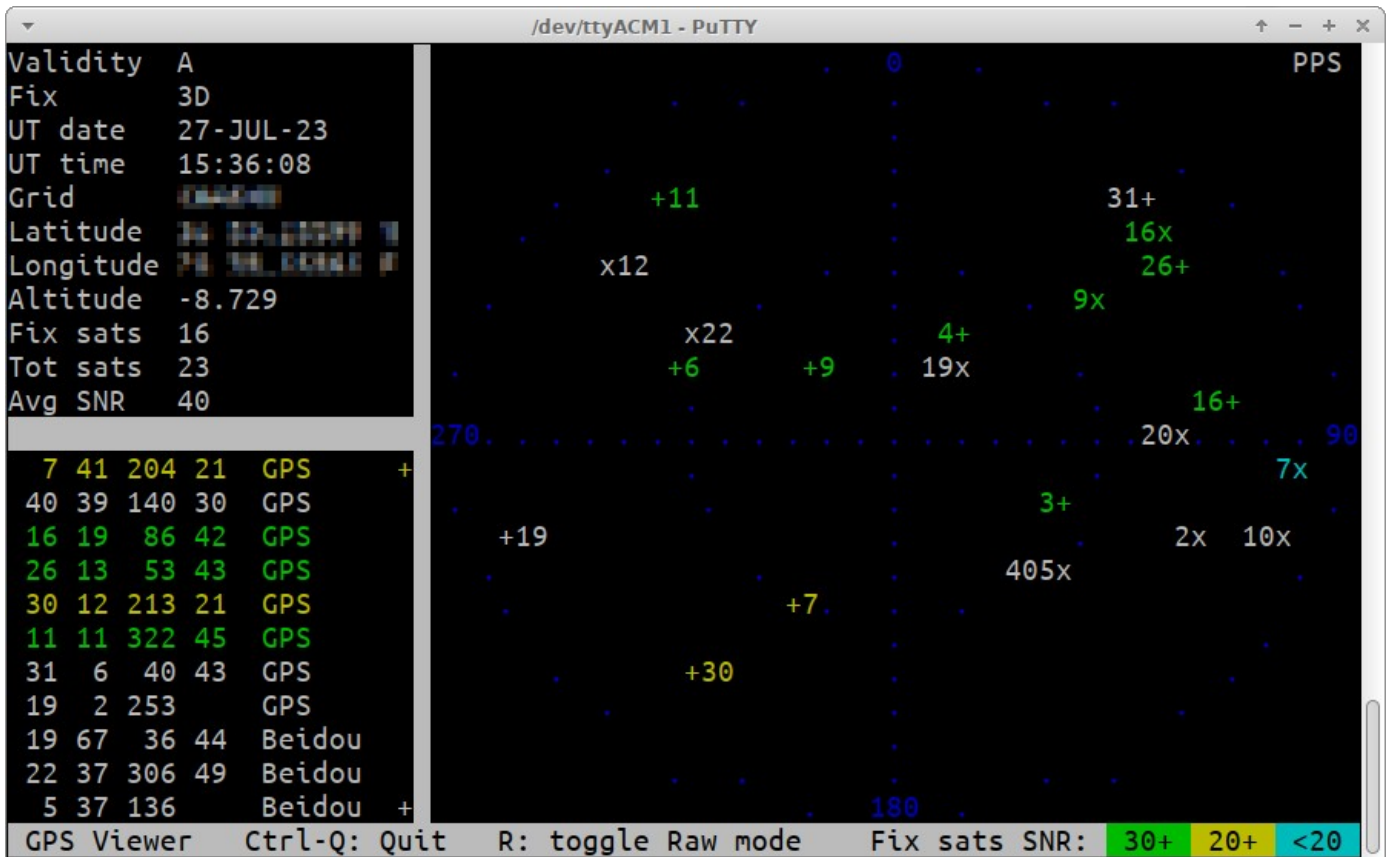 /dev/ttyACM1 - PuTTY
Validity A
Fix 3D
UT date 27-JUL-23
UT time 15:36:08
Grid
Latitude
Longitude
Altitude -8.729
Fix sats 16
Tot sats 23
Avg SNR 40
7 41 204 21 GPS +
40 39 140 30 GPS
16 19 86 42 GPS
26 13 53 43 GPS
30 12 213 21 GPS
11 11 322 45 GPS
31 6 40 43 GPS
19 2 253 GPS
19 67 36 44 Beidou
22 37 306 49 Beidou
5 37 136 Beidou +
0 PPS
+11 31+
16x
x12 26+
9x
x22 4+
+6 +9 19x
16+
270 20x 90
7x
3+
+19 2x 10x
405x
+7
+30
180
GPS Viewer Ctrl-Q: Quit R: toggle Raw mode Fix sats SNR: 30+ 20+ <20